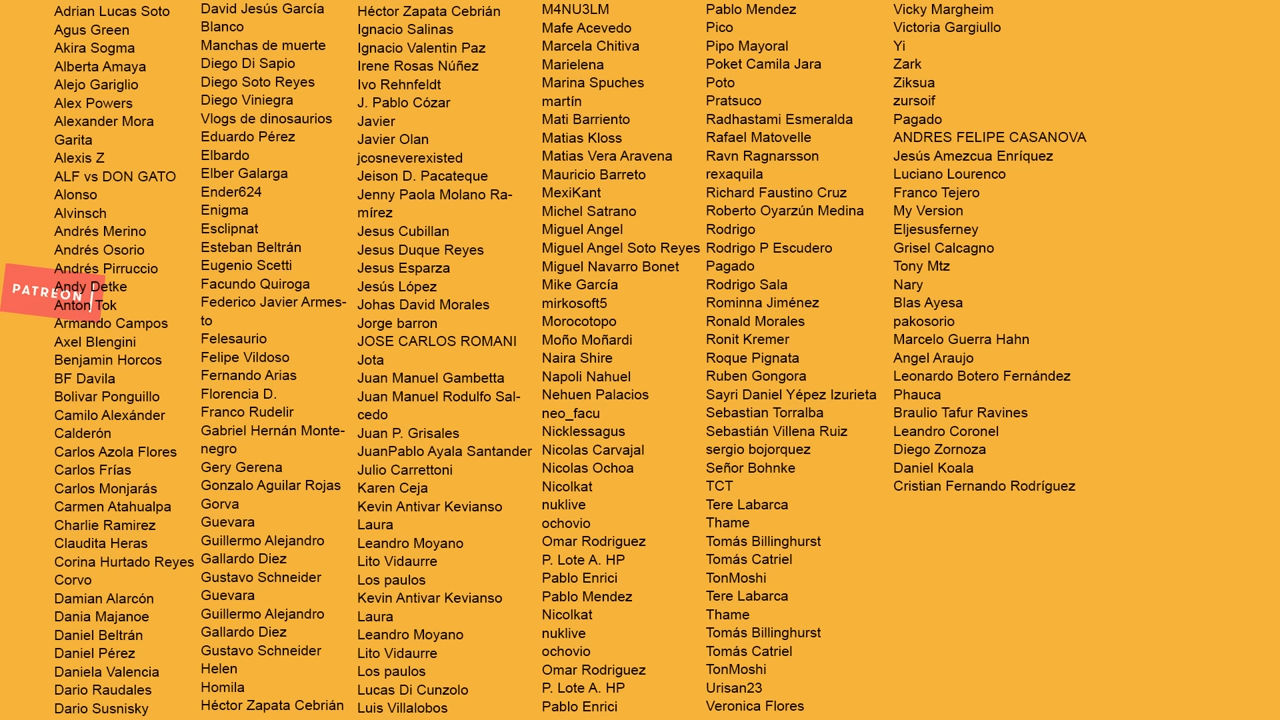 Adrian Lucas Soto
Agus Green
Akira Sogma
Alberta Amaya
Alejo Gariglio
Alex Powers
Alexander Mora
Garita
Alexis Z
ALF vs DON GATO
Alonso
Alvinsch
Andrés Merino
Andrés Osorio
Andrés Pirruccio
Andy Detke
PATREON
Anton Tok
Armando Campos
Axel Blengini
Benjamin Horcos
BF Davila
Bolivar Ponguillo
Camilo Alexánder
Calderón
Carlos Azola Flores
Carlos Frías
Carlos Monjarás
Carmen Atahualpa
Charlie Ramirez
Claudita Heras
Corina Hurtado Reyes
Corvo
Damian Alarcón
Dania Majanoe
Daniel Beltrán
Daniel Pérez
Daniela Valencia
Dario Raudales
Dario Susnisky
David Jesús García
Blanco
Manchas de muerte
Diego Di Sapio
Diego Soto Reyes
Diego Viniegra
Vlogs de dinosaurios
Eduardo Pérez
Elbardo
Elber Galarga
Ender624
Enigma
Esclipnat
Esteban Beltrán
Eugenio Scetti
Facundo Quiroga
Federico Javier Armes-
to
Felesaurio
Felipe Vildoso
Fernando Arias
Florencia D.
Franco Rudelir
Gabriel Hernán Monte-
negro
Gery Gerena
Gonzalo Aguilar Rojas
Gorva
Guevara
Guillermo Alejandro
Gallardo Diez
Gustavo Schneider
Guevara
Guillermo Alejandro
Gallardo Diez
Gustavo Schneider
Helen
Homila
Héctor Zapata Cebrián
Héctor Zapata Cebrián
Ignacio Salinas
Ignacio Valentin Paz
Irene Rosas Núñez
Ivo Rehnfeldt
J. Pablo Cózar
Javier
Javier Olan
jcosneverexisted
Jeison D. Pacateque
Jenny Paola Molano Ra-
mírez
Jesus Cubillan
Jesus Duque Reyes
Jesus Esparza
Jesús López
Johas David Morales
Jorge barron
JOSE CARLOS ROMANI
Jota
Juan Manuel Gambetta
Juan Manuel Rodulfo Sal-
cedo
Juan P. Grisales
JuanPablo Ayala Santander
Julio Carrettoni
Karen Ceja
Kevin Antivar Kevianso
Laura
Leandro Moyano
Lito Vidaurre
Los paulos
Kevin Antivar Kevianso
Laura
Leandro Moyano
Lito Vidaurre
Los paulos
Lucas Di Cunzolo
Luis Villalobos
M4NU3LM
Mafe Acevedo
Marcela Chitiva
Marielena
Marina Spuches
martín
Mati Barriento
Matias Kloss
Matias Vera Aravena
Mauricio Barreto
MexiKant
Michel Satrano
Miguel Angel
Miguel Angel Soto Reyes
Miguel Navarro Bonet
Mike García
mirkosoft5
Morocotopo
Moño Moñardi
Naira Shire
Napoli Nahuel
Nehuen Palacios
neo_facu
Nicklessagus
Nicolas Carvajal
Nicolas Ochoa
Nicolkat
nuklive
ochovio
Omar Rodriguez
P. Lote A. HP
Pablo Enrici
Pablo Mendez
Nicolkat
nuklive
ochovio
Omar Rodriguez
P. Lote A. HP
Pablo Enrici
Pablo Mendez
Pico
Pipo Mayoral
Poket Camila Jara
Poto
Pratsuco
Radhastami Esmeralda
Rafael Matovelle
Ravn Ragnarsson
rexaquila
Richard Faustino Cruz
Roberto Oyarzún Medina
Rodrigo
Rodrigo P Escudero
Pagado
Rodrigo Sala
Rominna Jiménez
Ronald Morales
Ronit Kremer
Roque Pignata
Ruben Gongora
Sayri Daniel Yépez Izurieta
Sebastian Torralba
Sebastián Villena Ruiz
sergio bojorquez
Señor Bohnke
TCT
Tere Labarca
Thame
Tomás Billinghurst
Tomás Catriel
TonMoshi
Tere Labarca
Thame
Tomás Billinghurst
Tomás Catriel
TonMoshi
Urisan23
Veronica Flores
Vicky Margheim
Victoria Gargiullo
Yi
Zark
Ziksua
zursoif
Pagado
ANDRES FELIPE CASANOVA
Jesús Amezcua Enríquez
Luciano Lourenco
Franco Tejero
My Version
Eljesusferney
Grisel Calcagno
Tony Mtz
Nary
Blas Ayesa
pakosorio
Marcelo Guerra Hahn
Angel Araujo
Leonardo Botero Fernández
Phauca
Braulio Tafur Ravines
Leandro Coronel
Diego Zornoza
Daniel Koala
Cristian Fernando Rodríguez